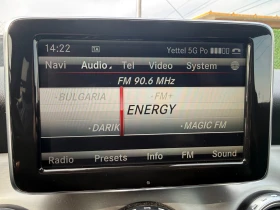 14:22 TA Yettel 5G Po
Navi Audio Tel Video System
FM 90.6 MHz
BULGARIA FM+
ENERGY
DARIK MAGIC FM
Radio Presets Info FM Sound